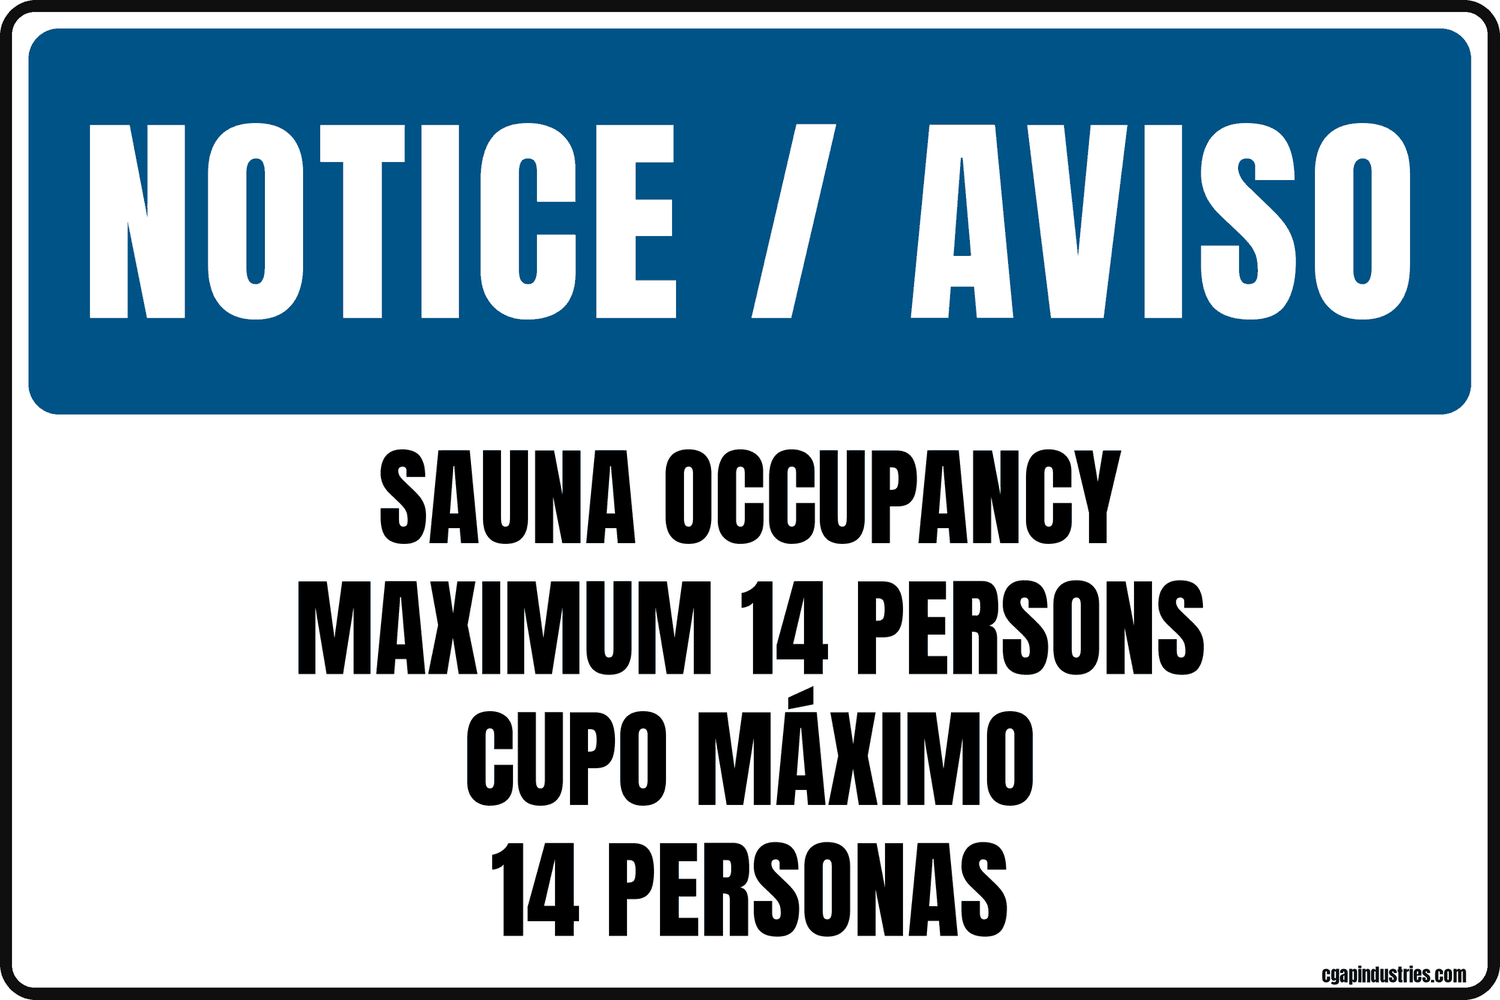 NOTICE / AVISO
SAUNA OCCUPANCY
MAXIMUM 14 PERSONS
CUPO MÁXIMO
14 PERSONAS
cgapindustries.com